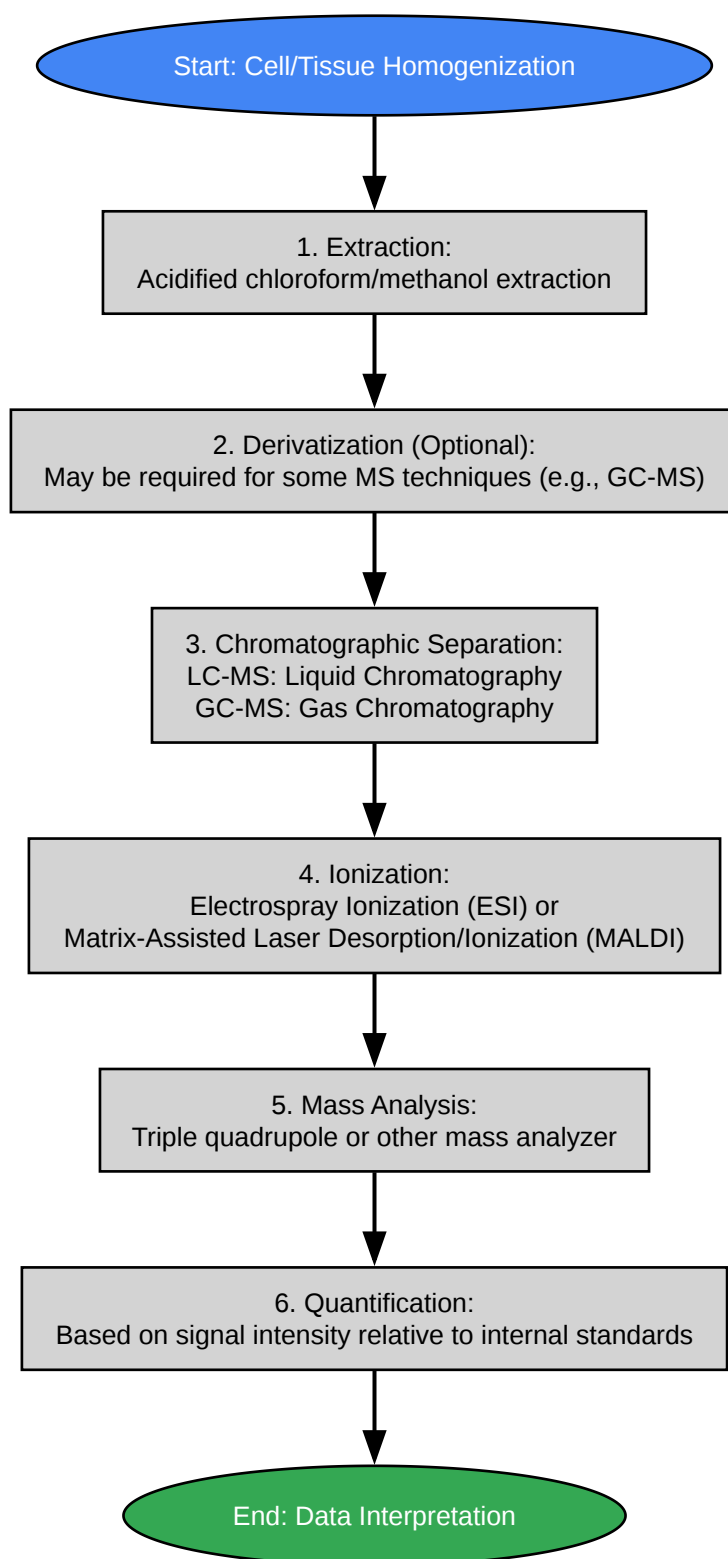 Start: Cell/Tissue Homogenization
1. Extraction:
Acidified chloroform/methanol extraction
2. Derivatization (Optional):
May be required for some MS techniques (e.g., GC-MS)
3. Chromatographic Separation:
LC-MS: Liquid Chromatography
GC-MS: Gas Chromatography
4. Ionization:
Electrospray Ionization (ESI) or
Matrix-Assisted Laser Desorption/Ionization (MALDI)
5. Mass Analysis:
Triple quadrupole or other mass analyzer
6. Quantification:
Based on signal intensity relative to internal standards
End: Data Interpretation